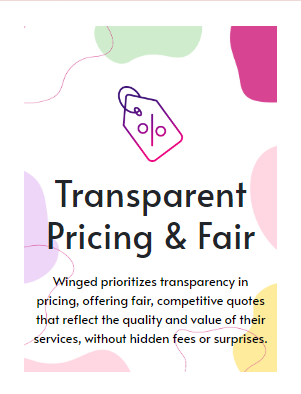 Transparent
Pricing & Fair
Winged prioritizes transparency in
pricing, offering fair, competitive quotes
that reflect the quality and value of their
services, without hidden fees or surprises.